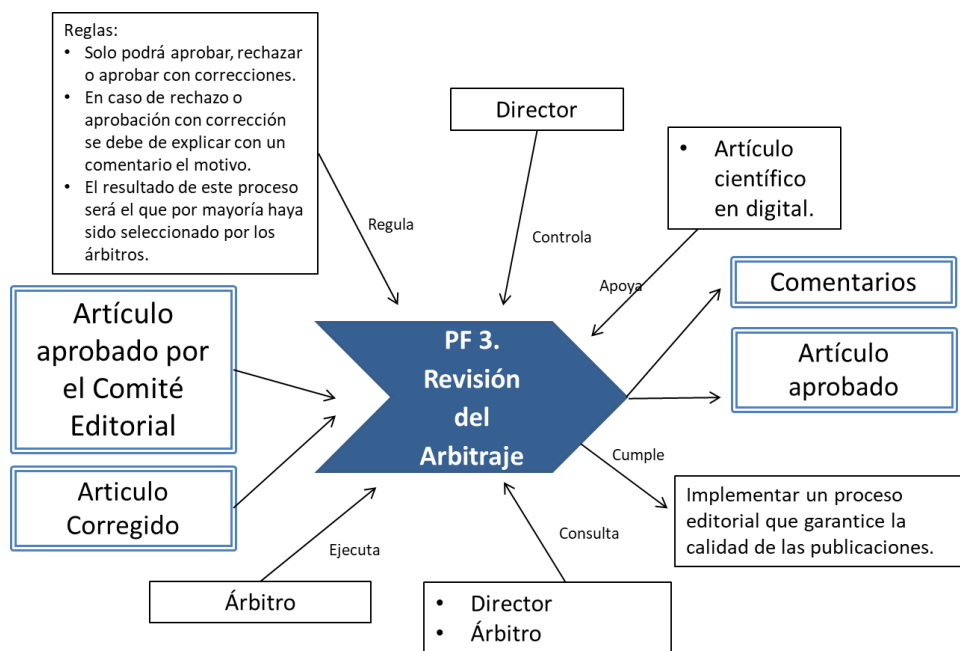 Reglas:
• Solo podrá aprobar, rechazar
o aprobar con correcciones.
• En caso de rechazo o
aprobación con corrección
se debe de explicar con un
comentario el motivo.
• El resultado de este proceso
será el que por mayoría haya
sido seleccionado por los
árbitros.
Director
• Artículo
científico
en digital.
Regula
Controla
Apoya
Artículo
aprobado por
el Comité
Editorial
Articulo
Corregido
PF 3.
Revisión
del
Arbitraje
Comentarios
Artículo
aprobado
Cumple
Implementar un proceso
editorial que garantice la
calidad de las publicaciones.
Ejecuta
Consulta
Árbitro
• Director
• Árbitro